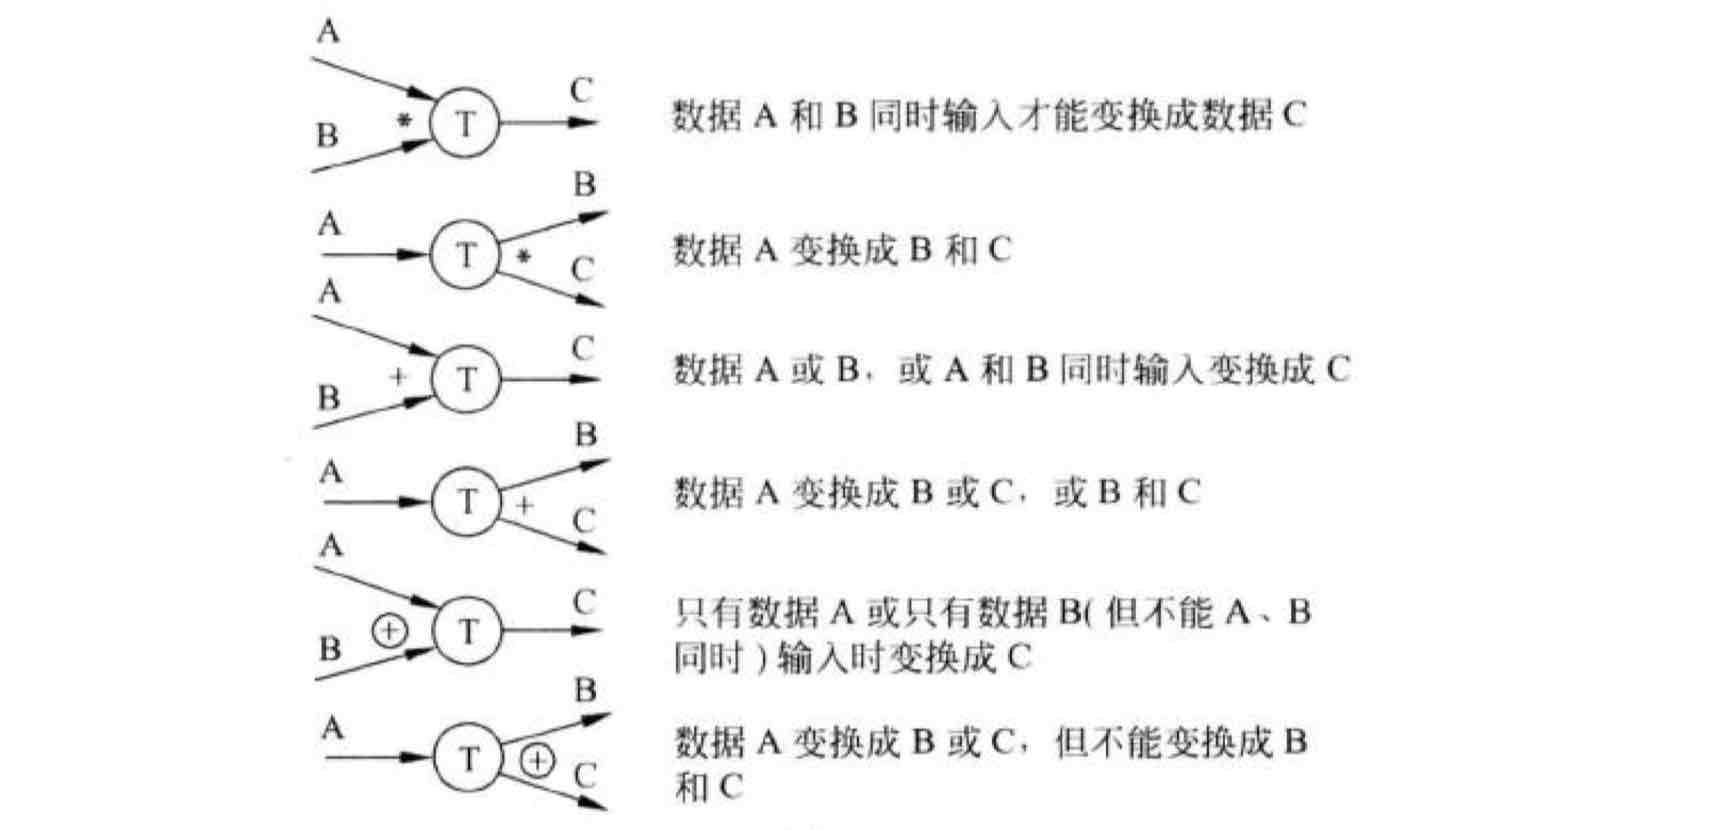 A
B
*
T
C
数据 A 和 B 同时输入才能变换成数据 C
A
T
*
B
C
数据 A 变换成 B 和 C
A
B
+
T
C
数据 A 或 B，或 A 和 B 同时输入变换成 C
A
T
+
B
C
数据 A 变换成 B 或 C，或 B 和 C
A
B
⊕
T
C
只有数据 A 或只有数据 B( 但不能 A、B
同时 ) 输入时变换成 C
A
T
⊕
B
C
数据 A 变换成 B 或 C，但不能变换成 B
和 C